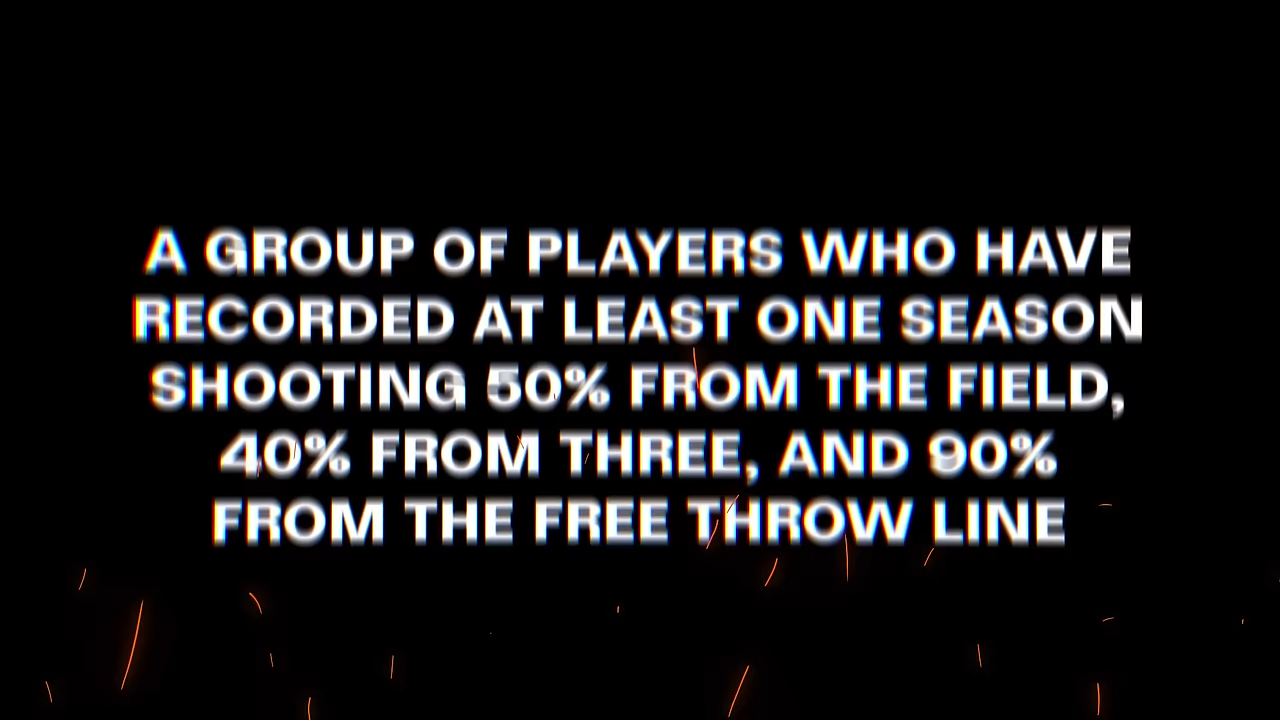 A GROUP OF PLAYERS WHO HAVE
RECORDED AT LEAST ONE SEASON
SHOOTING 50% FROM THE FIELD,
40% FROM THREE, AND 90%
FROM THE FREE THROW LINE